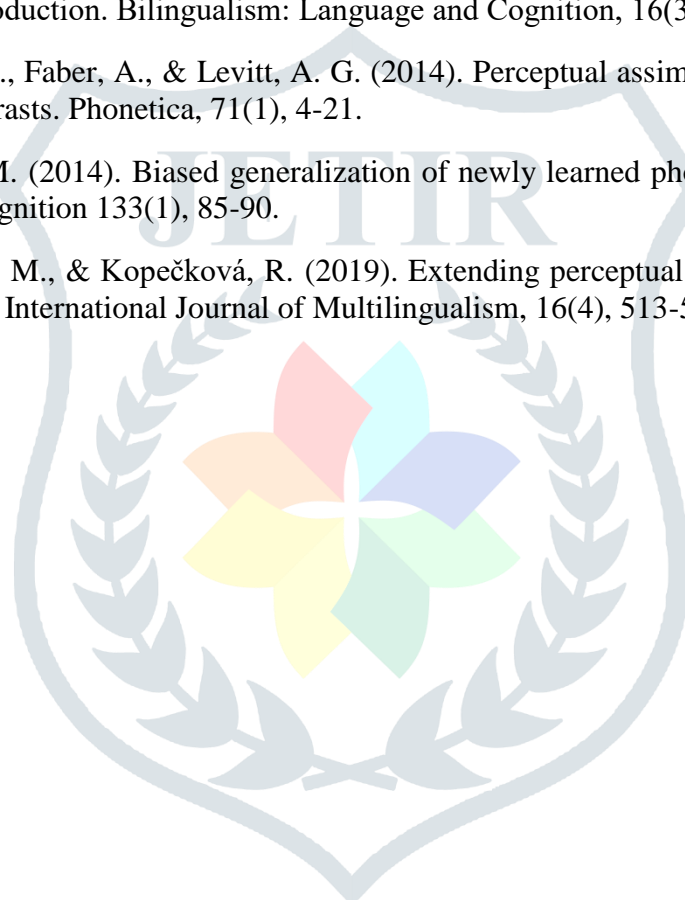 oduction. Bilingualism: Language and Cognition, 16(3
., Faber, A., & Levitt, A. G. (2014). Perceptual assim
rasts. Phonetica, 71(1), 4-21.
M. (2014). Biased generalization of newly learned pho
gnition 133(1), 85-90.
JETIR
M., & Kopečková, R. (2019). Extending perceptual
International Journal of Multilingualism, 16(4), 513-5